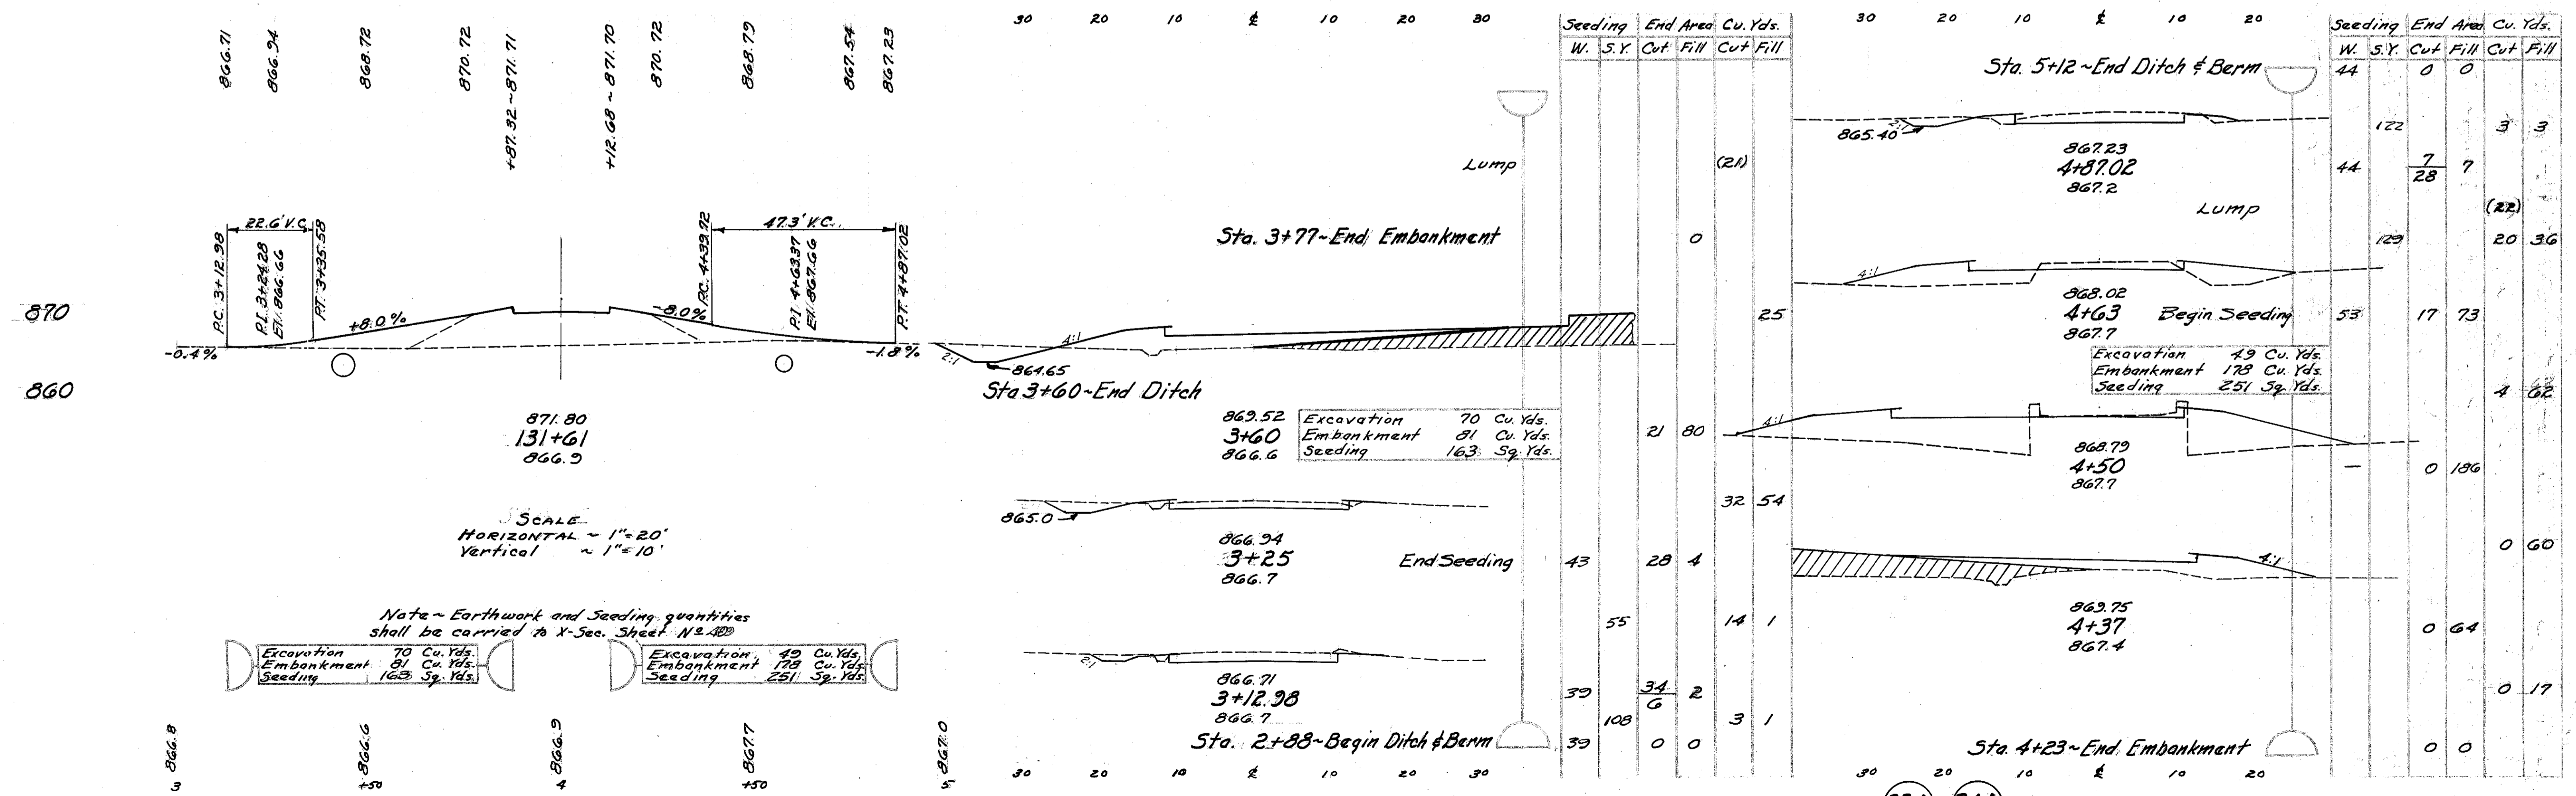 866.71
866.94
868.72
870.72
+87.32~871.71
+12.68~871.70
870.72
868.79
867.54
867.23
22.6' V.C.
47.3' V.C.
P.C. 3+12.98
P.I. 3+24.28
El. 866.66
P.T. 3+35.58
P.C. 4+39.72
P.I. 4+63.37
El. 867.66
P.T. 4+87.02
870
860
-0.4%
+8.0%
-8.0%
-1.8%
871.80
131+61
866.9
SCALE
HORIZONTAL ~ 1"=20'
Vertical ~ 1"=10'
Note~ Earthwork and Seeding quantities
shall be carried to X-Sec. Sheet Nº
Excavation 70 Cu. Yds.
Embankment 81 Cu. Yds.
Seeding 163 Sq. Yds.
Excavation 49 Cu. Yds.
Embankment 178 Cu. Yds.
Seeding 251 Sq. Yds.
866.8
866.6
866.9
867.7
867.0
3 +50 4 +50 5
30 20 10 ℄ 10 20 30
Seeding End Area Cu. Yds.
W. S.Y. Cut Fill Cut Fill
Lump (21)
Sta. 3+77~End Embankment 0
25
4:1
2:1
864.65
Sta 3+60~End Ditch
869.52
3+60 21 80
866.6
Excavation 70 Cu. Yds.
Embankment 81 Cu. Yds.
Seeding 163 Sq. Yds.
32 54
865.0
866.94
3+25 End Seeding 43 28 4
866.7
55 14 1
2:1
866.71
3+12.98 39 34 2
6
866.7
108 3 1
Sta. 2+88~Begin Ditch & Berm 39 0 0
30 20 10 ℄ 10 20 30
30 20 10 ℄ 10 20
Seeding End Area Cu. Yds.
W. S.Y. Cut Fill Cut Fill
Sta. 5+12~End Ditch & Berm 44 0 0
2:1
865.40
122 3 3
867.23
4+87.02 44 7 7
28
867.2
Lump (22)
129 20 36
4:1
868.02
4+63 Begin Seeding 53 17 73
867.7
Excavation 49 Cu. Yds.
Embankment 178 Cu. Yds.
Seeding 251 Sq. Yds.
4 62
4:1
868.79
4+50 — 0 186
867.7
0 60
4:1
869.75
4+37 0 64
867.4
0 17
Sta. 4+23~End Embankment 0 0
30 20 10 ℄ 10 20